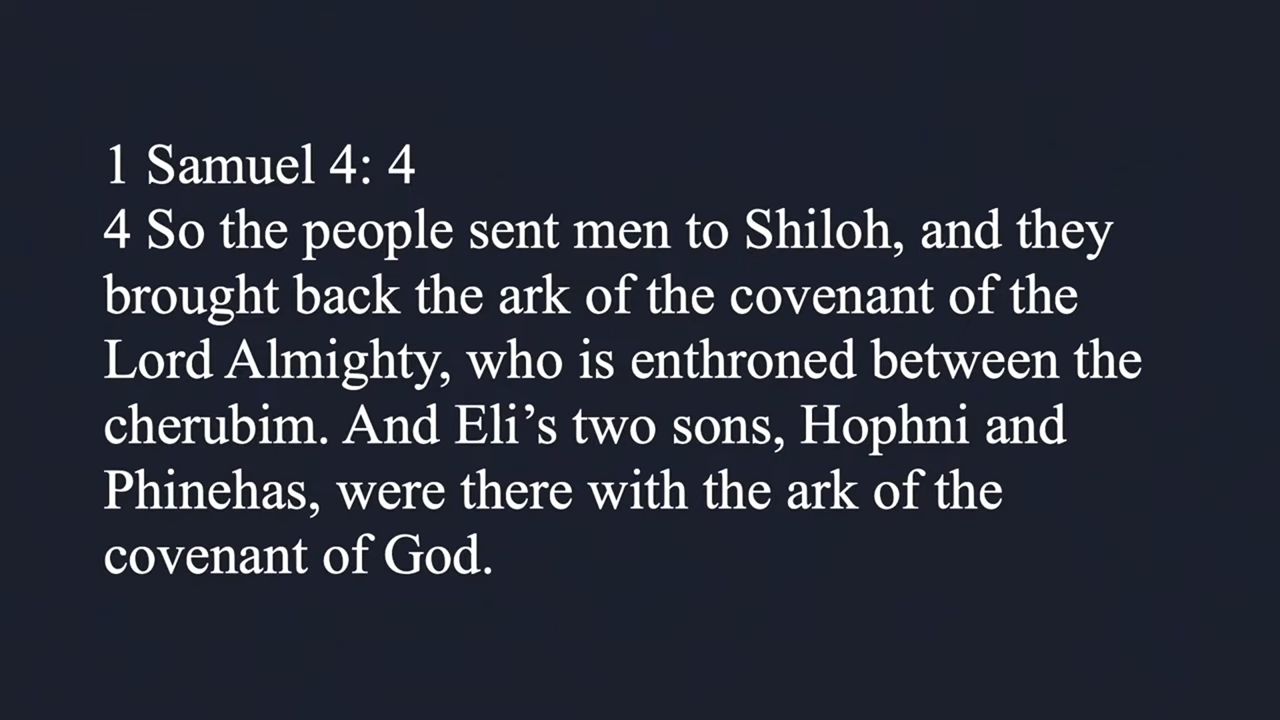 1 Samuel 4: 4
4 So the people sent men to Shiloh, and they
brought back the ark of the covenant of the
Lord Almighty, who is enthroned between the
cherubim. And Eli’s two sons, Hophni and
Phinehas, were there with the ark of the
covenant of God.